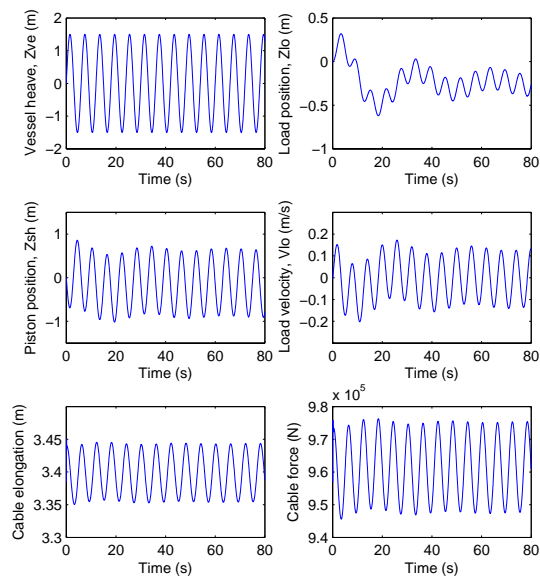 Vessel heave, Zve (m)
2
1
0
−1
−2
0 20 40 60 80
Time (s)
Load position, Zlo (m)
0.5
0
−0.5
−1
0 20 40 60 80
Time (s)
Piston position, Zsh (m)
1
0
−1
0 20 40 60 80
Time (s)
Load velocity, Vlo (m/s)
0.2
0.1
0
−0.1
−0.2
0 20 40 60 80
Time (s)
Cable elongation (m)
3.45
3.4
3.35
3.3
0 20 40 60 80
Time (s)
Cable force (N)
x 10^5
9.8
9.7
9.6
9.5
9.4
0 20 40 60 80
Time (s)